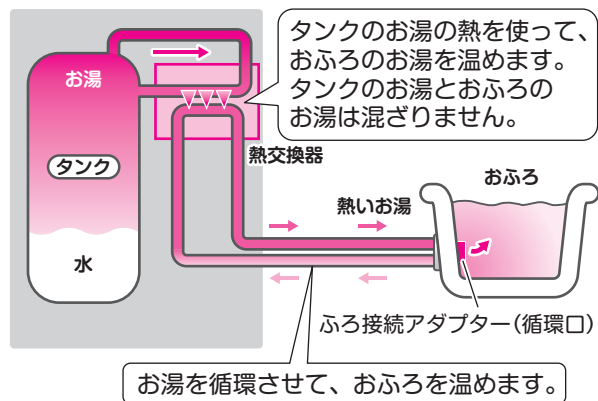 タンクのお湯の熱を使って、
おふろのお湯を温めます。
タンクのお湯とおふろの
お湯は混ざりません。
お湯
タンク
水
熱交換器
おふろ
熱いお湯
ふろ接続アダプター(循環口)
お湯を循環させて、おふろを温めます。